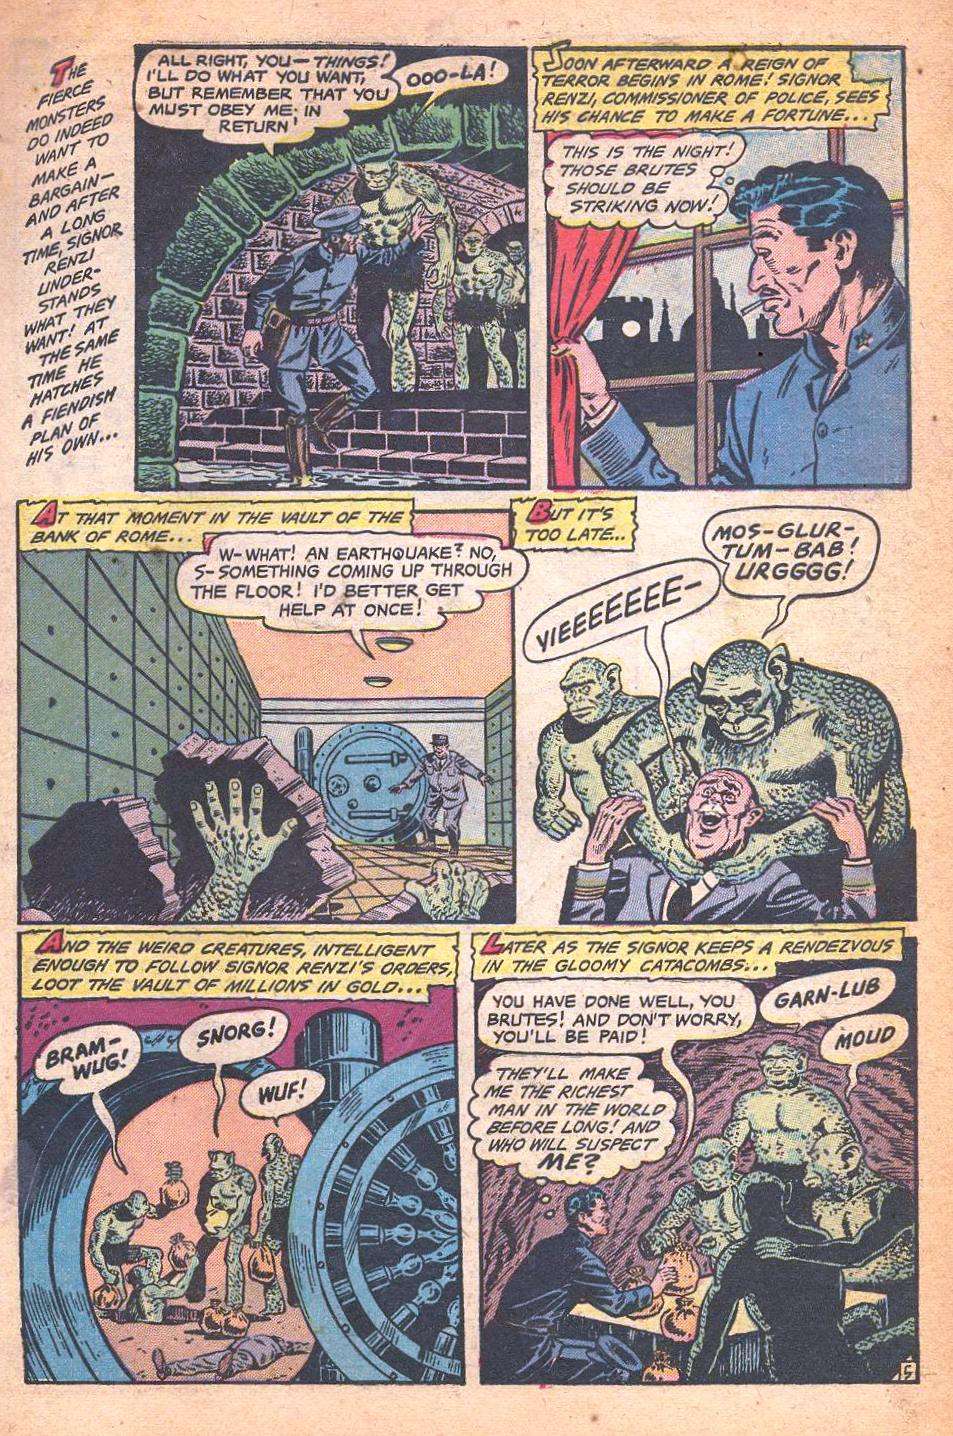 THE
FIERCE
MONSTERS
DO INDEED
WANT TO
MAKE A
BARGAIN—
AND AFTER
A LONG
TIME, SIGNOR
RENZI
UNDER-
STANDS
WHAT THEY
WANT! AT
THE SAME
TIME HE
HATCHES
A FIENDISH
PLAN OF
HIS OWN...
ALL RIGHT, YOU—THINGS!
I'LL DO WHAT YOU WANT,
BUT REMEMBER THAT YOU
MUST OBEY ME IN
RETURN!
OOO-LA!
SOON AFTERWARD A REIGN OF
TERROR BEGINS IN ROME! SIGNOR
RENZI, COMMISSIONER OF POLICE, SEES
HIS CHANCE TO MAKE A FORTUNE...
THIS IS THE NIGHT!
THOSE BRUTES
SHOULD BE
STRIKING NOW!
AT THAT MOMENT IN THE VAULT OF THE
BANK OF ROME...
W-WHAT! AN EARTHQUAKE? NO,
S-SOMETHING COMING UP THROUGH
THE FLOOR! I'D BETTER GET
HELP AT ONCE!
BUT IT'S
TOO LATE...
YIEEEEEEE-
MOS-GLUR-
TUM-BAB!
URGGGG!
AND THE WEIRD CREATURES, INTELLIGENT
ENOUGH TO FOLLOW SIGNOR RENZI'S ORDERS,
LOOT THE VAULT OF MILLIONS IN GOLD...
BRAM-
WUG!
SNORG!
WUF!
LATER AS THE SIGNOR KEEPS A RENDEZVOUS
IN THE GLOOMY CATACOMBS...
YOU HAVE DONE WELL, YOU
BRUTES! AND DON'T WORRY,
YOU'LL BE PAID!
GARN-LUB
MOUD
THEY'LL MAKE
ME THE RICHEST
MAN IN THE WORLD
BEFORE LONG! AND
WHO WILL SUSPECT
ME?
5